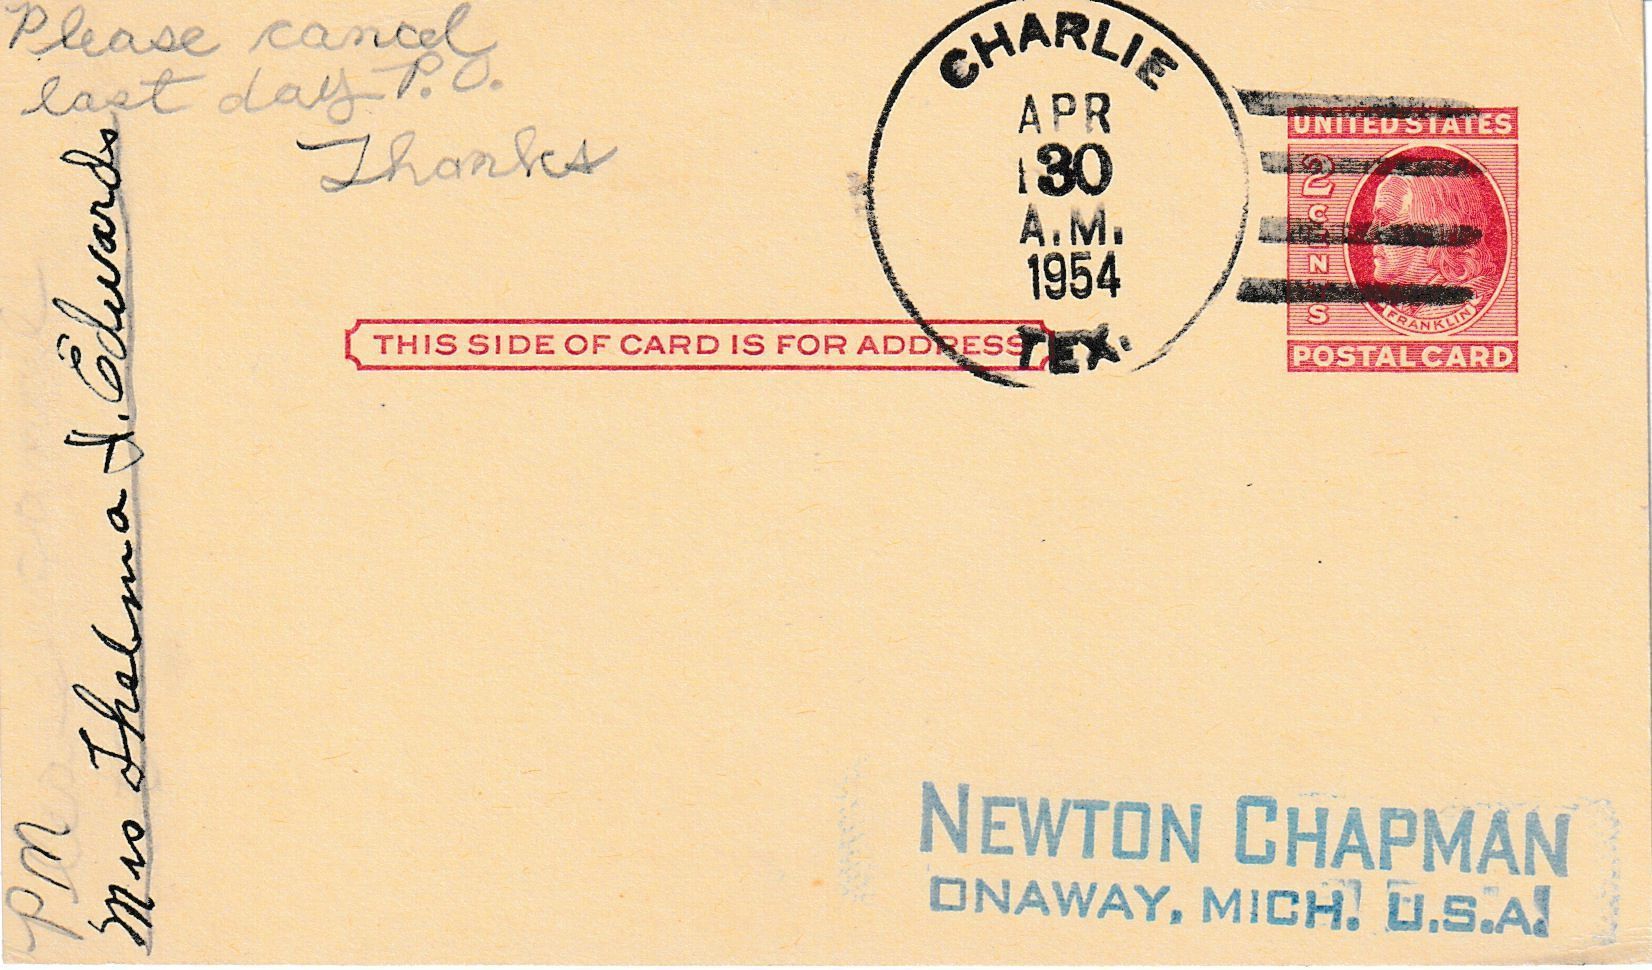 Please cancel
last day P.O.
Thanks
CHARLIE
APR
30
A.M.
1954
TEX.
UNITED STATES
2
CENTS
FRANKLIN
POSTAL CARD
THIS SIDE OF CARD IS FOR ADDRESS
PM
Mrs Thelma I. Edwards
NEWTON CHAPMAN
ONAWAY, MICH. U.S.A.